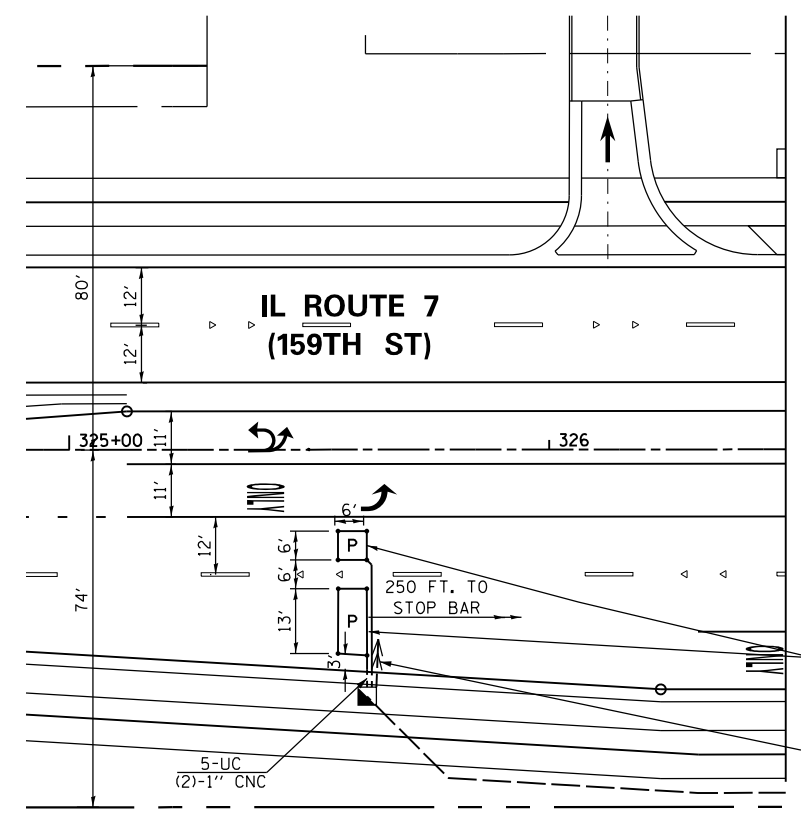 80'
12'
IL ROUTE 7
(159TH ST)
12'
325+00
11'
326
11'
ONLY
6'
12'
6'
P
6'
250 FT. TO
STOP BAR
74'
13'
P
3'
ONLY
5-UC
(2)-1" CNC